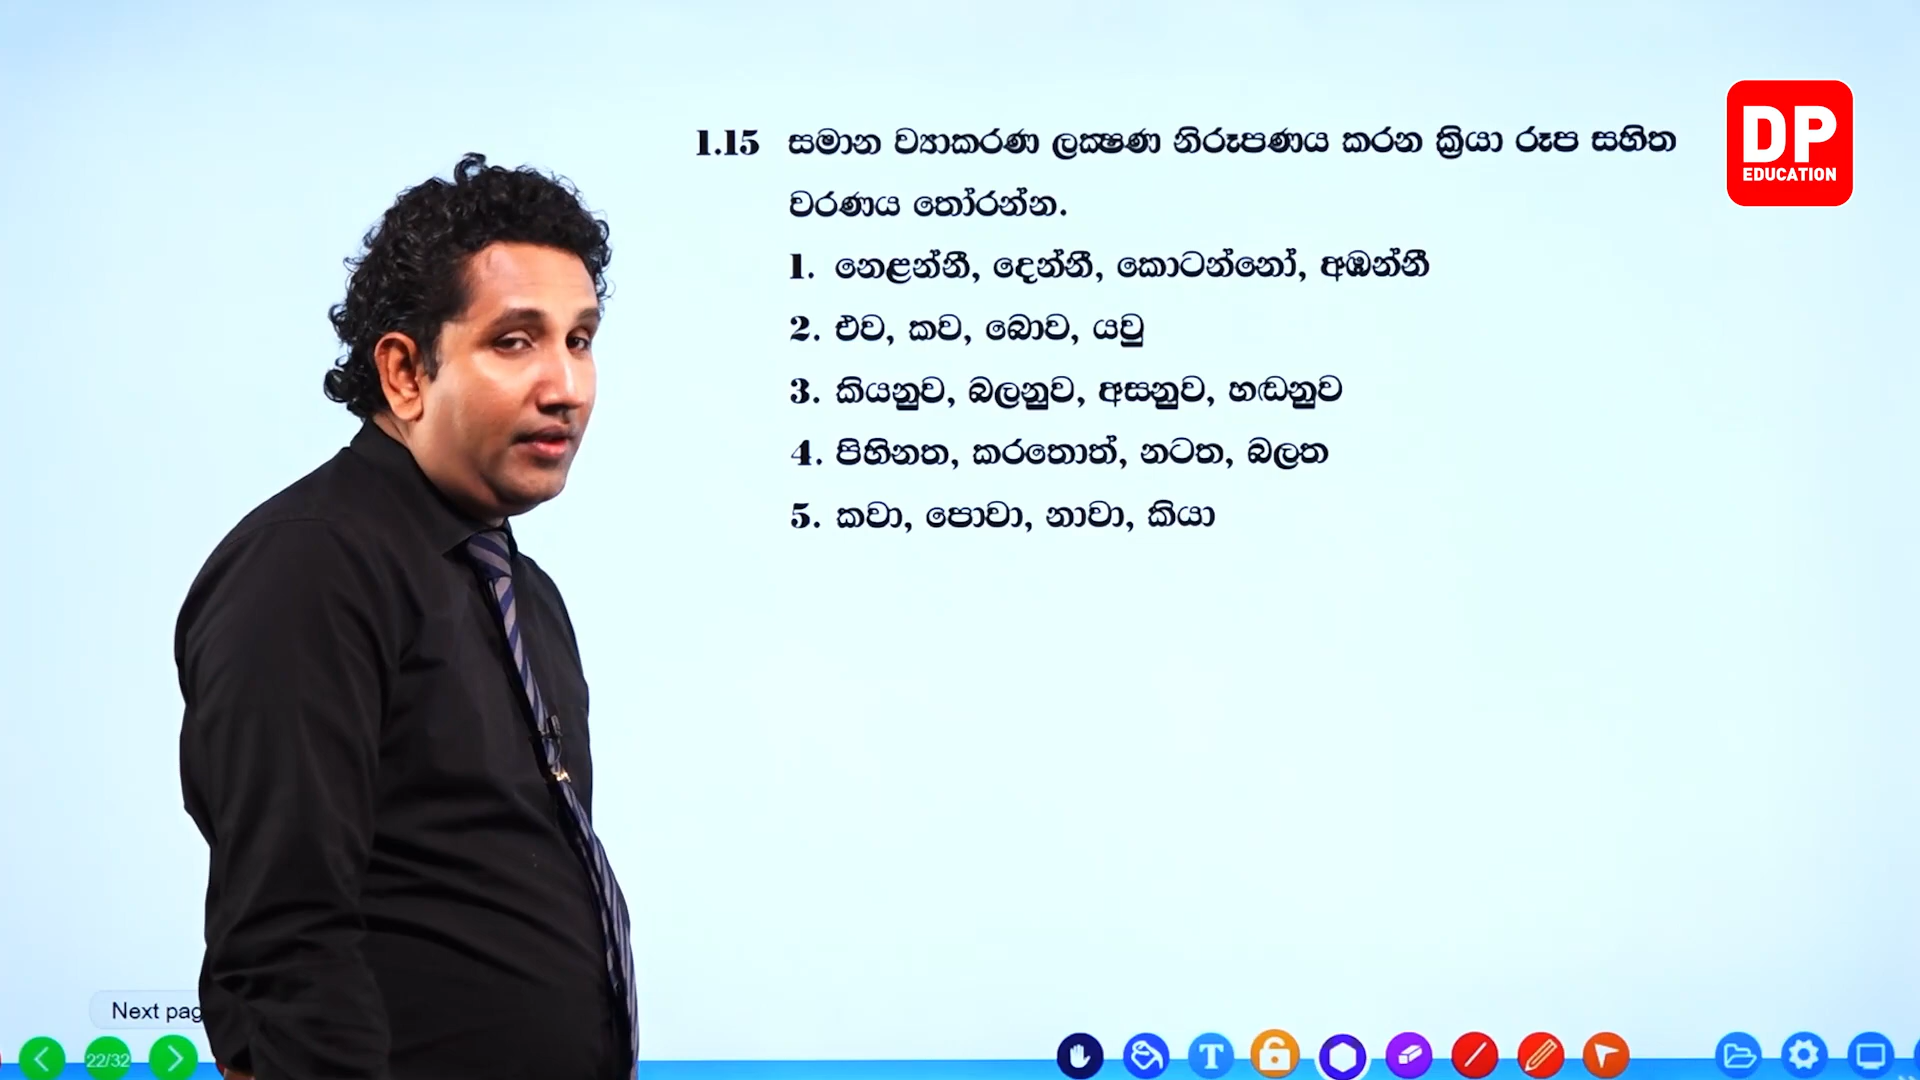 DP
EDUCATION
1.15 සමාන ව්‍යාකරණ ලක්ෂණ නිරූපණය කරන ක්‍රියා රූප සහිත
වරණය තෝරන්න.
1. නෙළන්නී, දෙන්නී, කොටන්නෝ, අඹන්නී
2. එව, කව, බොව, යවු
3. කියනුව, බලනුව, අසනුව, හඬනුව
4. පිහිනත, කරතොත්, නටත, බලත
5. කවා, පොවා, නාවා, කියා
Next pag
22/32
T